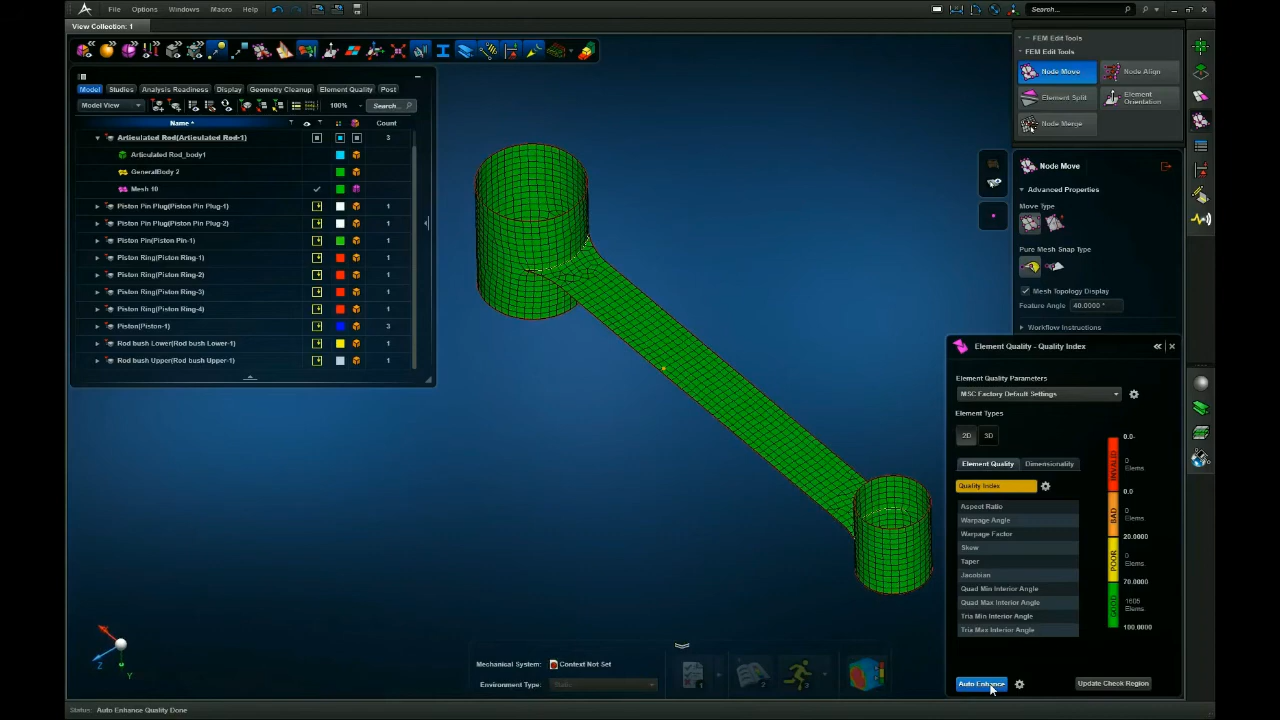 File Options Windows Macro Help
Search...
View Collection: 1
Model Studies Analysis Readiness Display Geometry Cleanup Element Quality Post
Model View
100%
Search...
Name
Count
Articulated Rod(Articulated Rod-1) 3
Articulated Rod_body1
GeneralBody 2
Mesh 10
Piston Pin Plug(Piston Pin Plug-1) 1
Piston Pin Plug(Piston Pin Plug-2) 1
Piston Pin(Piston Pin-1) 1
Piston Ring(Piston Ring-1) 1
Piston Ring(Piston Ring-2) 1
Piston Ring(Piston Ring-3) 1
Piston Ring(Piston Ring-4) 1
Piston(Piston-1) 3
Rod bush Lower(Rod bush Lower-1) 1
Rod bush Upper(Rod bush Upper-1) 1
FEM Edit Tools
FEM Edit Tools
Node Move
Node Align
Element Split
Element Orientation
Node Merge
Node Move
Advanced Properties
Move Type
Pure Mesh Snap Type
Mesh Topology Display
Feature Angle 40.0000 °
Workflow Instructions
Element Quality - Quality Index
Element Quality Parameters
MSC Factory Default Settings
Element Types
2D 3D
Element Quality Dimensionality
Quality Index
Aspect Ratio
Warpage Angle
Warpage Factor
Skew
Taper
Jacobian
Quad Min Interior Angle
Quad Max Interior Angle
Tria Min Interior Angle
Tria Max Interior Angle
0.0-
INVALID
0
Elems.
0.0
BAD
0
Elems.
20.0000
POOR
0
Elems.
70.0000
GOOD
1605
Elems.
100.0000
Auto Enhance
Update Check Region
Mechanical System: Context Not Set
Environment Type:
1
2
3
X
Z
Y
Status: Auto Enhance Quality Done